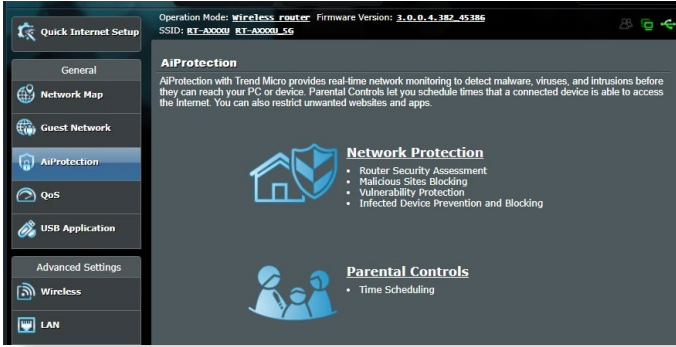 Quick Internet Setup
General
Network Map
Guest Network
AiProtection
QoS
USB Application
Advanced Settings
Wireless
LAN
Operation Mode: Wireless router Firmware Version: 3.0.0.4.382_45386
SSID: RT-AXXXU RT-AXXXU_5G
AiProtection
AiProtection with Trend Micro provides real-time network monitoring to detect malware, viruses, and intrusions before
they can reach your PC or device. Parental Controls let you schedule times that a connected device is able to access
the Internet. You can also restrict unwanted websites and apps.
Network Protection
• Router Security Assessment
• Malicious Sites Blocking
• Vulnerability Protection
• Infected Device Prevention and Blocking
Parental Controls
• Time Scheduling